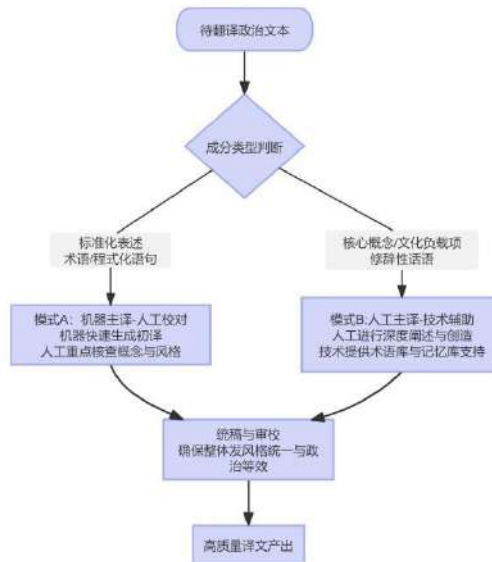 待翻译政治文本
成分类型判断
标准化表述
术语/程式化语句
核心概念/文化负载项
修辞性话语
模式A：机器主译-人工校对
机器快速生成初译
人工重点核查概念与风格
模式B:人工主译-技术辅助
人工进行深度阐述与创造
技术提供术语库与记忆库支持
统稿与审校
确保整体发风格统一与政
治等效
高质量译文产出